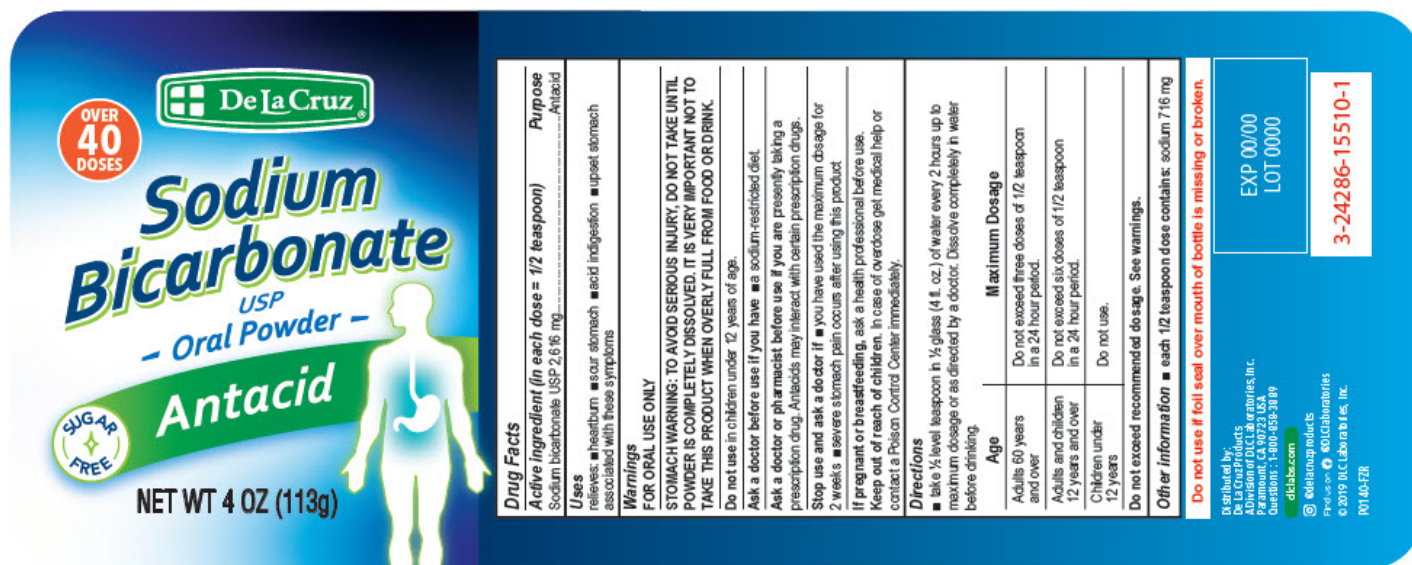 De La Cruz®
OVER
40
DOSES
Sodium
Bicarbonate
USP
– Oral Powder –
Antacid
SUGAR
FREE
NET WT 4 OZ (113g)
Drug Facts
Active ingredient (in each dose = 1/2 teaspoon) Purpose
Sodium bicarbonate USP 2,616 mg..........Antacid
Uses
relieves: ■ heartburn ■ sour stomach ■ acid indigestion ■ upset stomach
associated with these symptoms
Warnings
FOR ORAL USE ONLY
STOMACH WARNING: TO AVOID SERIOUS INJURY, DO NOT TAKE UNTIL
POWDER IS COMPLETELY DISSOLVED. IT IS VERY IMPORTANT NOT TO
TAKE THIS PRODUCT WHEN OVERLY FULL FROM FOOD OR DRINK.
Do not use in children under 12 years of age.
Ask a doctor before use if you have ■ a sodium-restricted diet.
Ask a doctor or pharmacist before use if you are presently taking a
prescription drug. Antacids may interact with certain prescription drugs.
Stop use and ask a doctor if ■ you have used the maximum dosage for
2 weeks ■ severe stomach pain occurs after using this product
If pregnant or breastfeeding, ask a health professional before use.
Keep out of reach of children. In case of overdose get medical help or
contact a Poison Control Center immediately.
Directions
■ take ½ level teaspoon in ½ glass (4 fl. oz.) of water every 2 hours up to
maximum dosage or as directed by a doctor. Dissolve completely in water
before drinking.
Age Maximum Dosage
Adults 60 years Do not exceed three doses of 1/2 teaspoon
and over in a 24 hour period.
Adults and children Do not exceed six doses of 1/2 teaspoon
12 years and over in a 24 hour period.
Children under Do not use.
12 years
Do not exceed recommended dosage. See warnings.
Other information ■ each 1/2 teaspoon dose contains: sodium 716 mg
Do not use if foil seal over mouth of bottle is missing or broken.
Distributed by:
De La Cruz Products
A Division of DLC Laboratories, Inc.
Paramount, CA 90723 USA
Questions: 1-800-858-3889
dlclabs.com
@delacruzproducts
Find us on @DLCLaboratories
© 2019 DLC Laboratories, Inc.
P0140-FZR
EXP 00/00
LOT 0000
3-24286-15510-1